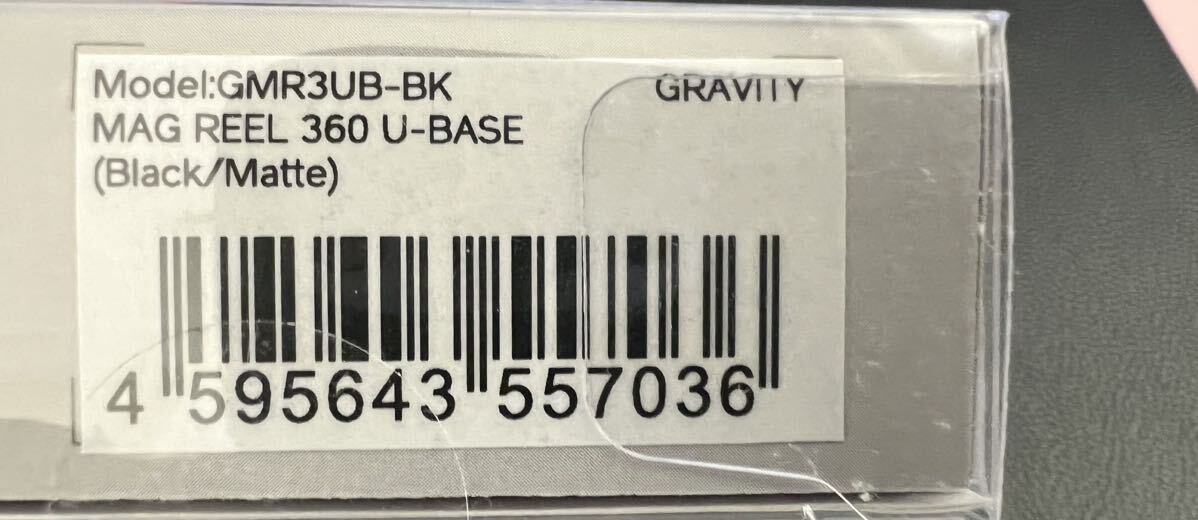 Model:GMR3UB-BK
GRAVITY
MAG REEL 360 U-BASE
(Black/Matte)
4 595643 557036